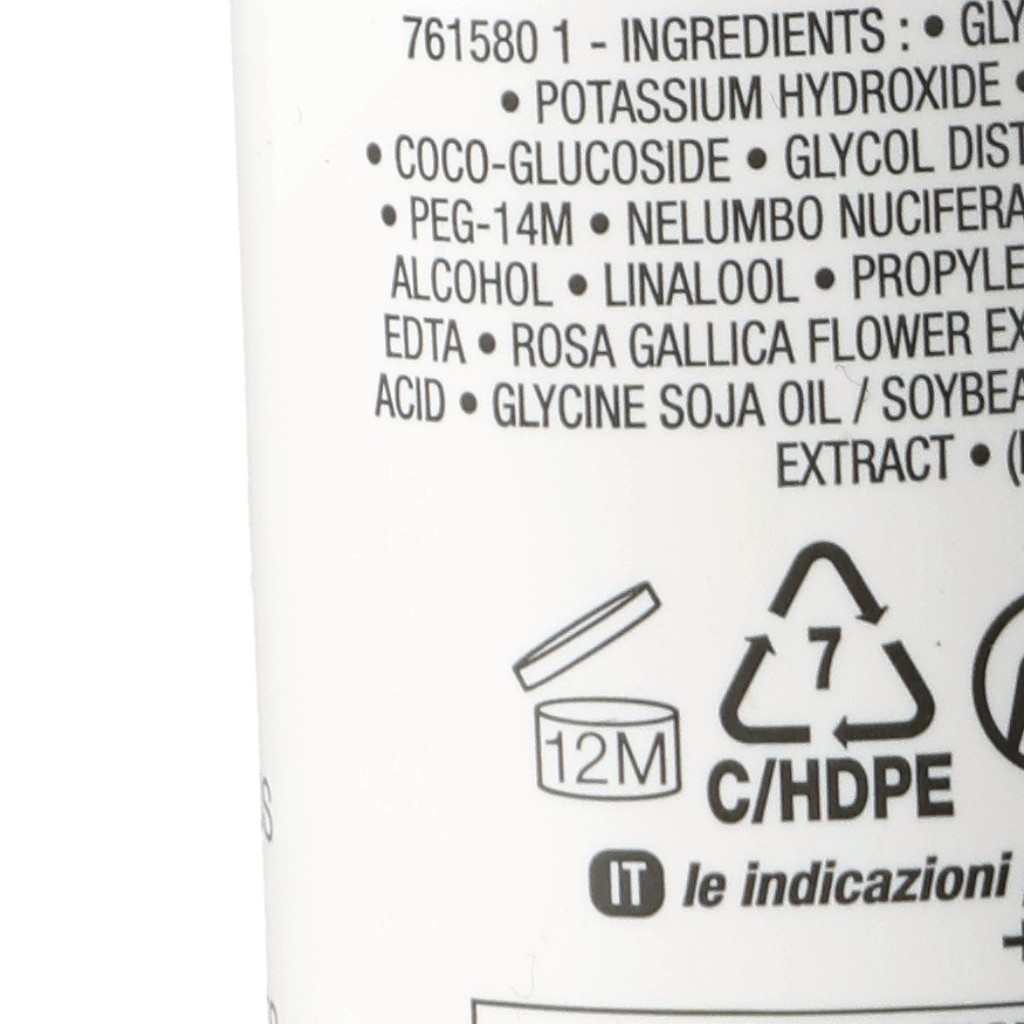 761580 1 - INGREDIENTS : • GLY
• POTASSIUM HYDROXIDE •
• COCO-GLUCOSIDE • GLYCOL DIST
• PEG-14M • NELUMBO NUCIFERA
ALCOHOL • LINALOOL • PROPYLE
EDTA • ROSA GALLICA FLOWER EX
ACID • GLYCINE SOJA OIL / SOYBEA
EXTRACT • (
7
12M
C/HDPE
IT le indicazioni